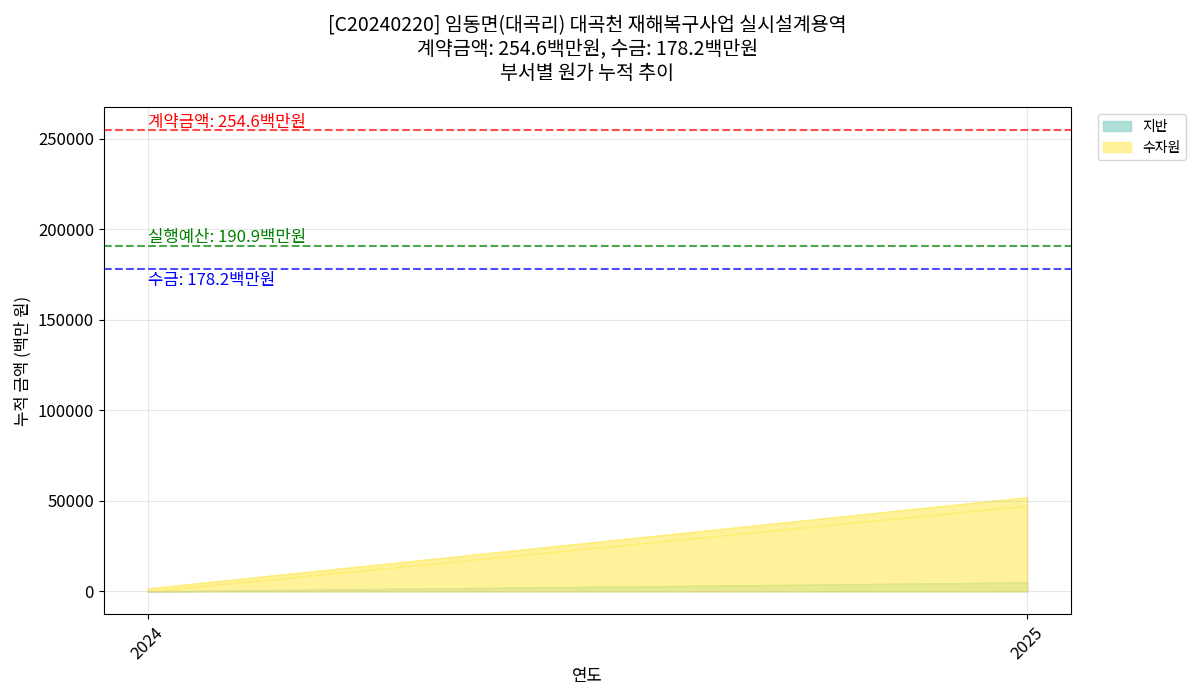 [C20240220] 임동면(대곡리) 대곡천 재해복구사업 실시설계용역
계약금액: 254.6백만원, 수금: 178.2백만원
부서별 원가 누적 추이
계약금액: 254.6백만원
실행예산: 190.9백만원
수금: 178.2백만원
지반
수자원
누적 금액 (백만 원)
250000
200000
150000
100000
50000
0
2024
2025
연도